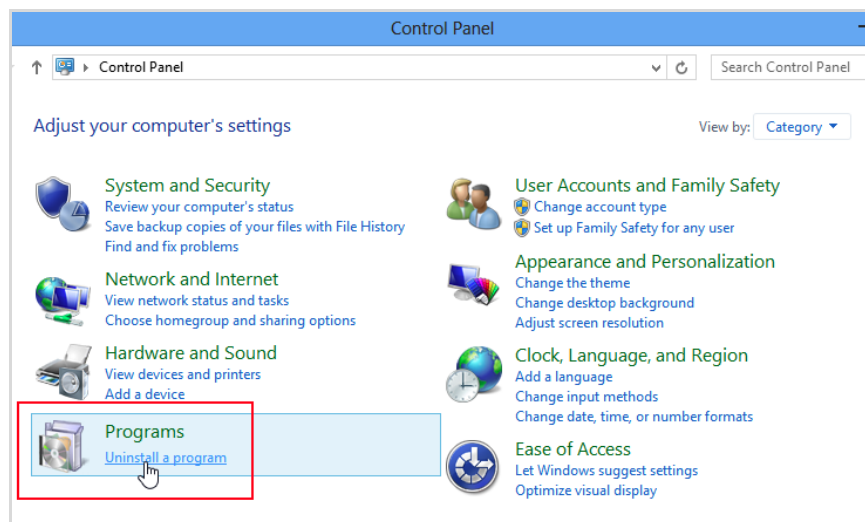 Control Panel
Control Panel
Search Control Panel
Adjust your computer's settings
View by: Category
System and Security
Review your computer's status
Save backup copies of your files with File History
Find and fix problems
Network and Internet
View network status and tasks
Choose homegroup and sharing options
Hardware and Sound
View devices and printers
Add a device
Programs
Uninstall a program
User Accounts and Family Safety
Change account type
Set up Family Safety for any user
Appearance and Personalization
Change the theme
Change desktop background
Adjust screen resolution
Clock, Language, and Region
Add a language
Change input methods
Change date, time, or number formats
Ease of Access
Let Windows suggest settings
Optimize visual display